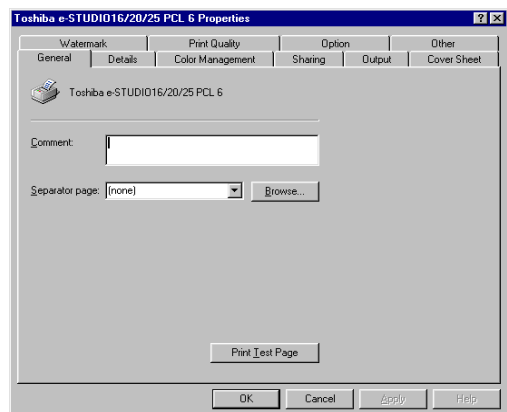 Toshiba e-STUDIO16/20/25 PCL 6 Properties
Watermark Print Quality Option Other
General Details Color Management Sharing Output Cover Sheet
Toshiba e-STUDIO16/20/25 PCL 6
Comment:
Separator page: (none) Browse...
Print Test Page
OK Cancel Apply Help